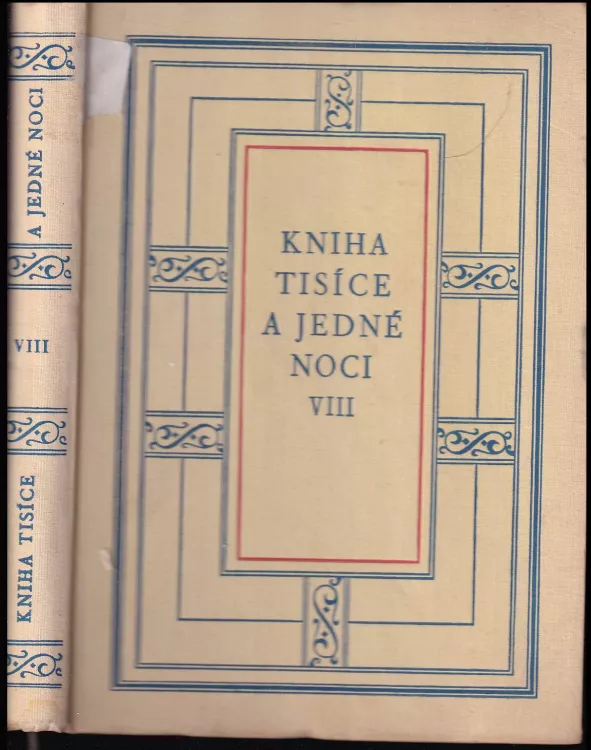 A JEDNÉ NOCI
VIII
KNIHA TISÍCE
KNIHA
TISÍCE
A JEDNÉ
NOCI
VIII